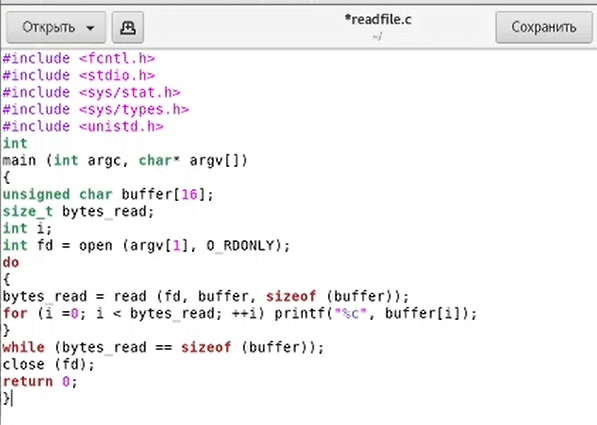 Открыть
*readfile.c
~/
Сохранить
#include <fcntl.h>
#include <stdio.h>
#include <sys/stat.h>
#include <sys/types.h>
#include <unistd.h>
int
main (int argc, char* argv[])
{
unsigned char buffer[16];
size_t bytes_read;
int i;
int fd = open (argv[1], O_RDONLY);
do
{
bytes_read = read (fd, buffer, sizeof (buffer));
for (i =0; i < bytes_read; ++i) printf("%c", buffer[i]);
}
while (bytes_read == sizeof (buffer));
close (fd);
return 0;
}